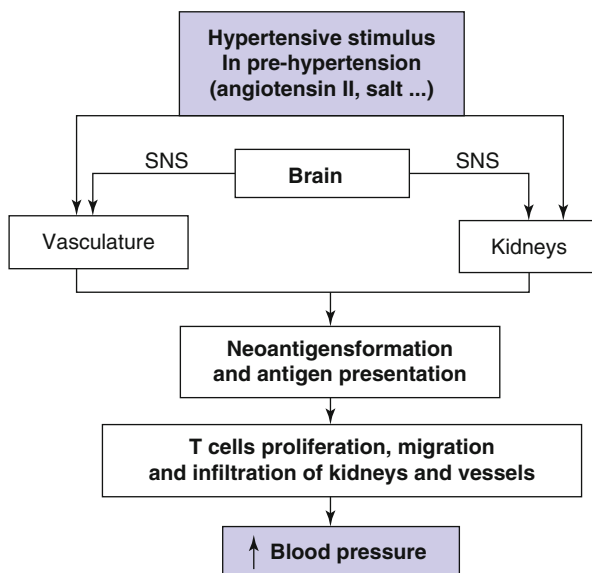 Hypertensive stimulus
In pre-hypertension
(angiotensin II, salt ...)
SNS
Brain
SNS
Vasculature
Kidneys
Neoantigensformation
and antigen presentation
T cells proliferation, migration
and infiltration of kidneys and vessels
↑ Blood pressure